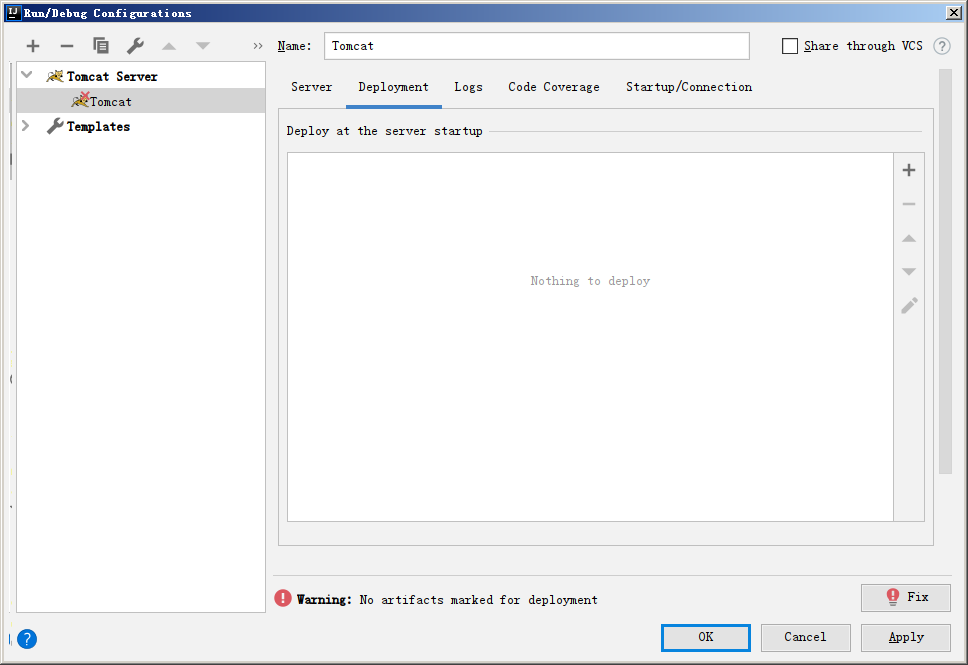 Run/Debug Configurations
Name: Tomcat Share through VCS
Tomcat Server
Tomcat
Templates
Server Deployment Logs Code Coverage Startup/Connection
Deploy at the server startup
Nothing to deploy
Warning: No artifacts marked for deployment
Fix
OK Cancel Apply